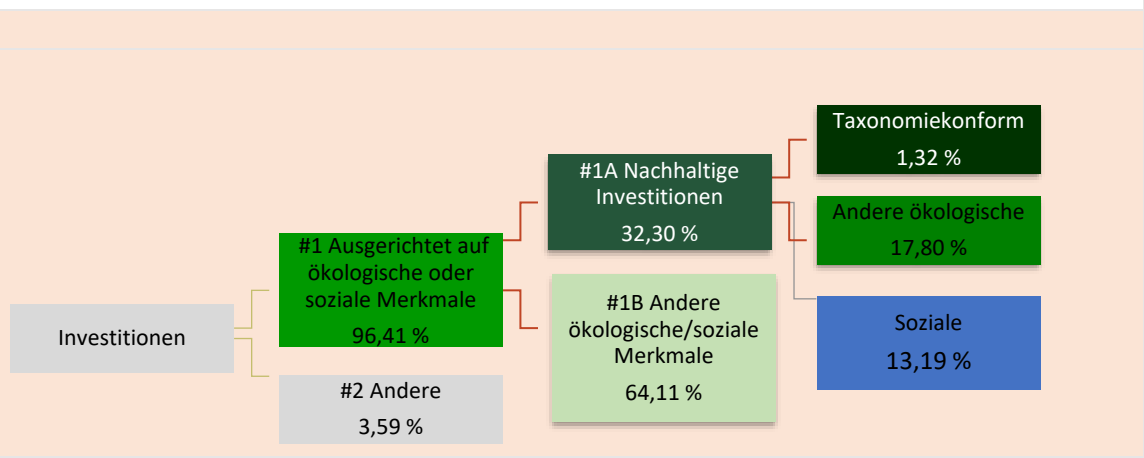 Investitionen
#1 Ausgerichtet auf
ökologische oder
soziale Merkmale
96,41 %
#2 Andere
3,59 %
#1A Nachhaltige
Investitionen
32,30 %
#1B Andere
ökologische/soziale
Merkmale
64,11 %
Taxonomiekonform
1,32 %
Andere ökologische
17,80 %
Soziale
13,19 %